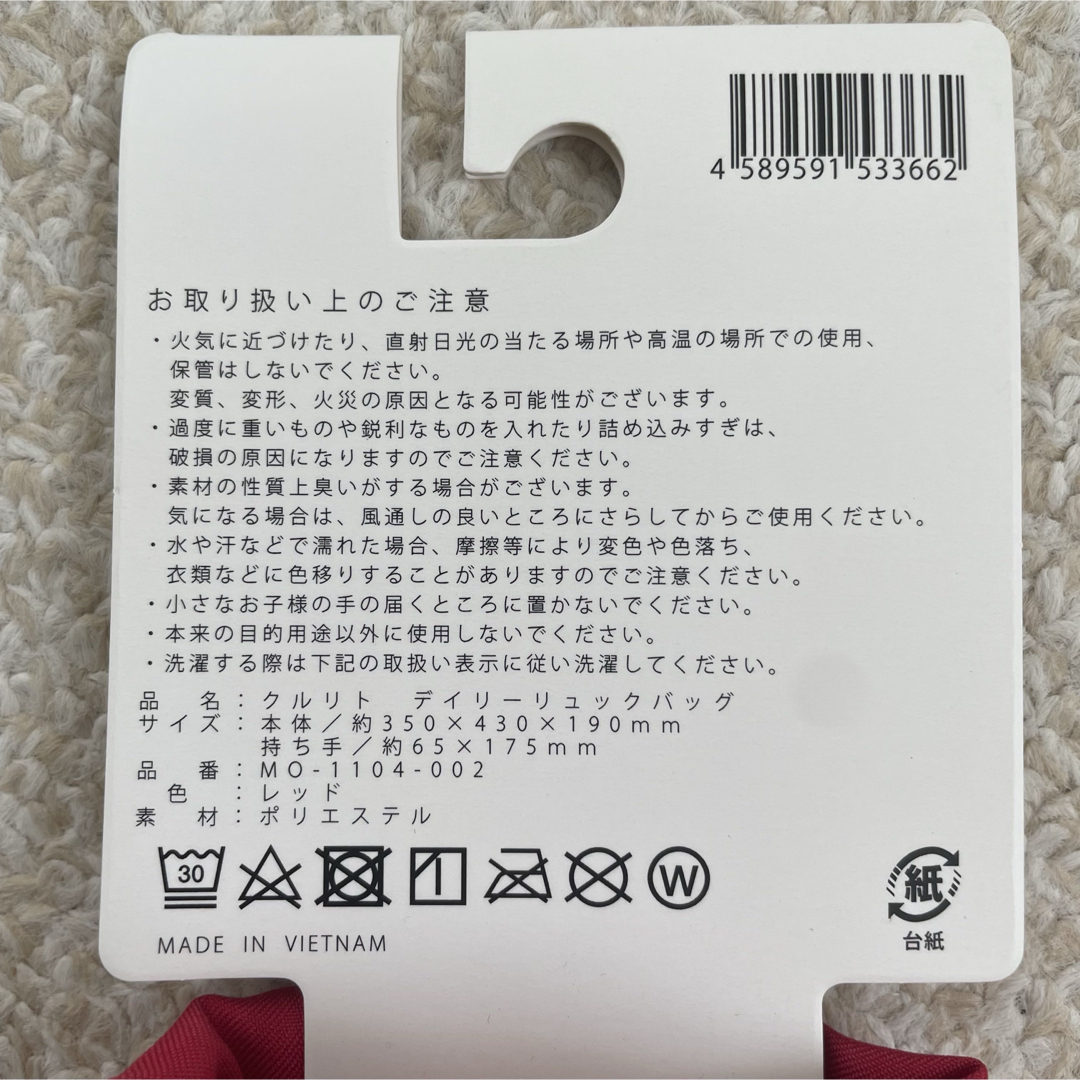 4 589591 533662
お取り扱い上のご注意
・火気に近づけたり、直射日光の当たる場所や高温の場所での使用、
保管はしないでください。
変質、変形、火災の原因となる可能性がございます。
・過度に重いものや鋭利なものを入れたり詰め込みすぎは、
破損の原因になりますのでご注意ください。
・素材の性質上臭いがする場合がございます。
気になる場合は、風通しの良いところにさらしてからご使用ください。
・水や汗などで濡れた場合、摩擦等により変色や色落ち、
衣類などに色移りすることがありますのでご注意ください。
・小さなお子様の手の届くところに置かないでください。
・本来の目的用途以外に使用しないでください。
・洗濯する際は下記の取扱い表示に従い洗濯してください。
品 名：クルリト デイリーリュックバッグ
サイズ：本体／約350×430×190mm
持ち手／約65×175mm
品 番：MO-1104-002
色 ：レッド
素 材：ポリエステル
30
W
紙
台紙
MADE IN VIETNAM